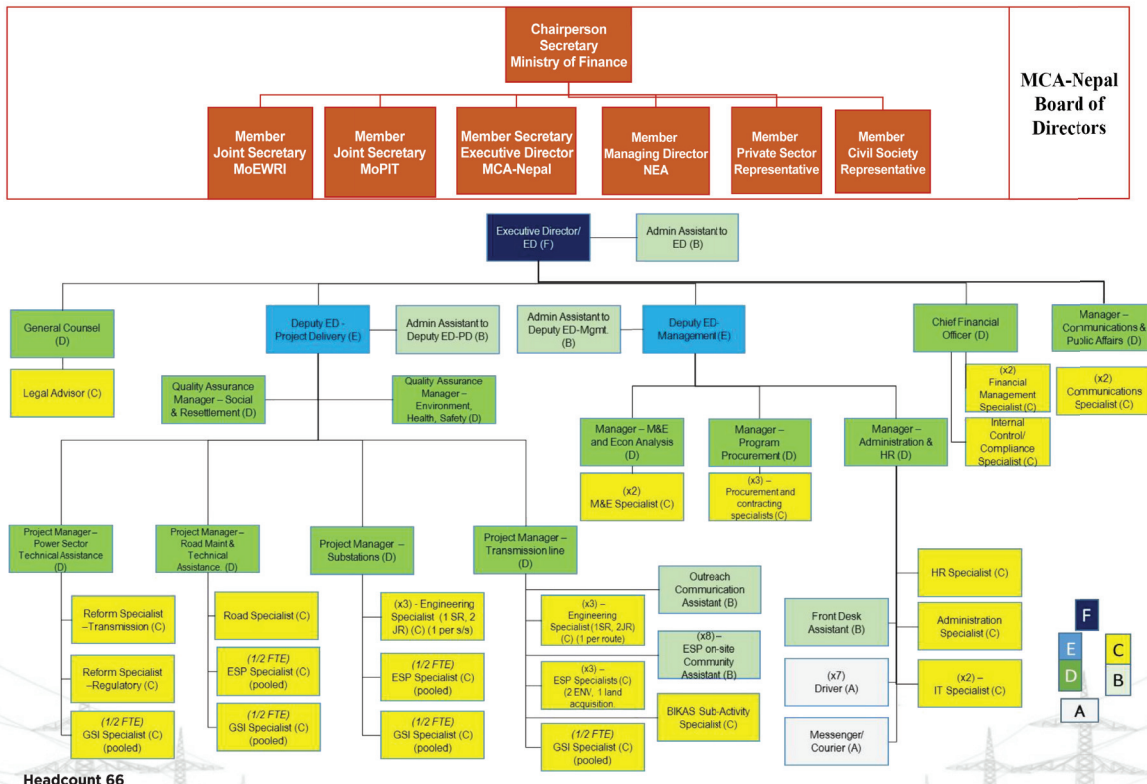 Chairperson
Secretary
Ministry of Finance
MCA-Nepal
Board of
Directors
Member
Joint Secretary
MoEWRI
Member
Joint Secretary
MoPIT
Member Secretary
Executive Director
MCA-Nepal
Member
Managing Director
NEA
Member
Private Sector
Representative
Member
Civil Society
Representative
Executive Director/
ED (F)
Admin Assistant to
ED (B)
General Counsel
(D)
Deputy ED -
Project Delivery (E)
Admin Assistant to
Deputy ED-PD (B)
Admin Assistant to
Deputy ED-Mgmt.
(B)
Deputy ED-
Management (E)
Chief Financial
Officer (D)
Manager –
Communications &
Public Affairs (D)
Legal Advisor (C)
Quality Assurance
Manager – Social
& Resettlement (D)
Quality Assurance
Manager –
Environment,
Health, Safety (D)
(x2)
Financial
Management
Specialist (C)
(x2)
Communications
Specialist (C)
Internal
Control/
Compliance
Specialist (C)
Manager – M&E
and Econ Analysis
(D)
Manager –
Program
Procurement (D)
Manager –
Administration &
HR (D)
(x2)
M&E Specialist (C)
(x3) –
Procurement and
contracting
specialists (C)
Project Manager –
Power Sector
Technical Assistance
(D)
Project Manager –
Road Maint &
Technical
Assistance. (D)
Project Manager –
Substations (D)
Project Manager –
Transmission line
(D)
Reform Specialist
–Transmission (C)
Reform Specialist
–Regulatory (C)
(1/2 FTE)
GSI Specialist (C)
(pooled)
Road Specialist (C)
(1/2 FTE)
ESP Specialist (C)
(pooled)
(1/2 FTE)
GSI Specialist (C)
(pooled)
(x3) - Engineering
Specialist (1 SR, 2
JR) (C) (1 per s/s)
(1/2 FTE)
ESP Specialist (C)
(pooled)
(1/2 FTE)
GSI Specialist (C)
(pooled)
(x3) –
Engineering
Specialist (1SR, 2JR)
(C) (1 per route)
(x3) –
ESP Specialists (C)
(2 ENV, 1 land
acquisition.
(1/2 FTE)
GSI Specialist (C)
(pooled)
Outreach
Communication
Assistant (B)
(x8) –
ESP on-site
Community
Assistant (B)
BIKAS Sub-Activity
Specialist (C)
Front Desk
Assistant (B)
(x7)
Driver (A)
Messenger/
Courier (A)
HR Specialist (C)
Administration
Specialist (C)
(x2) –
IT Specialist (C)
F
E
C
D
B
A
Headcount 66